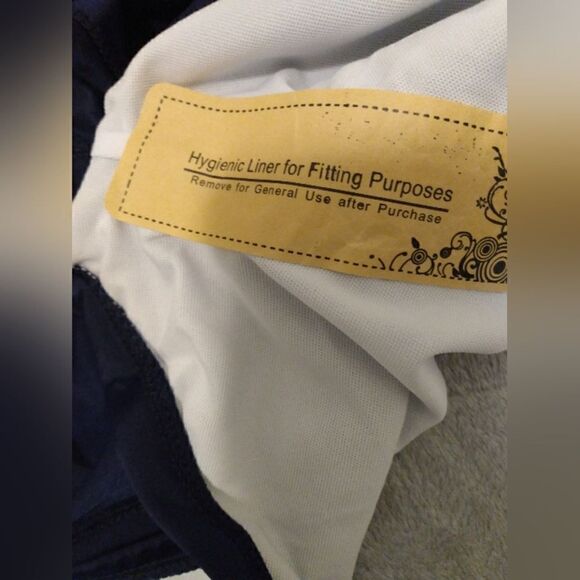 Hygienic Liner for Fitting Purposes
Remove for General Use after Purchase